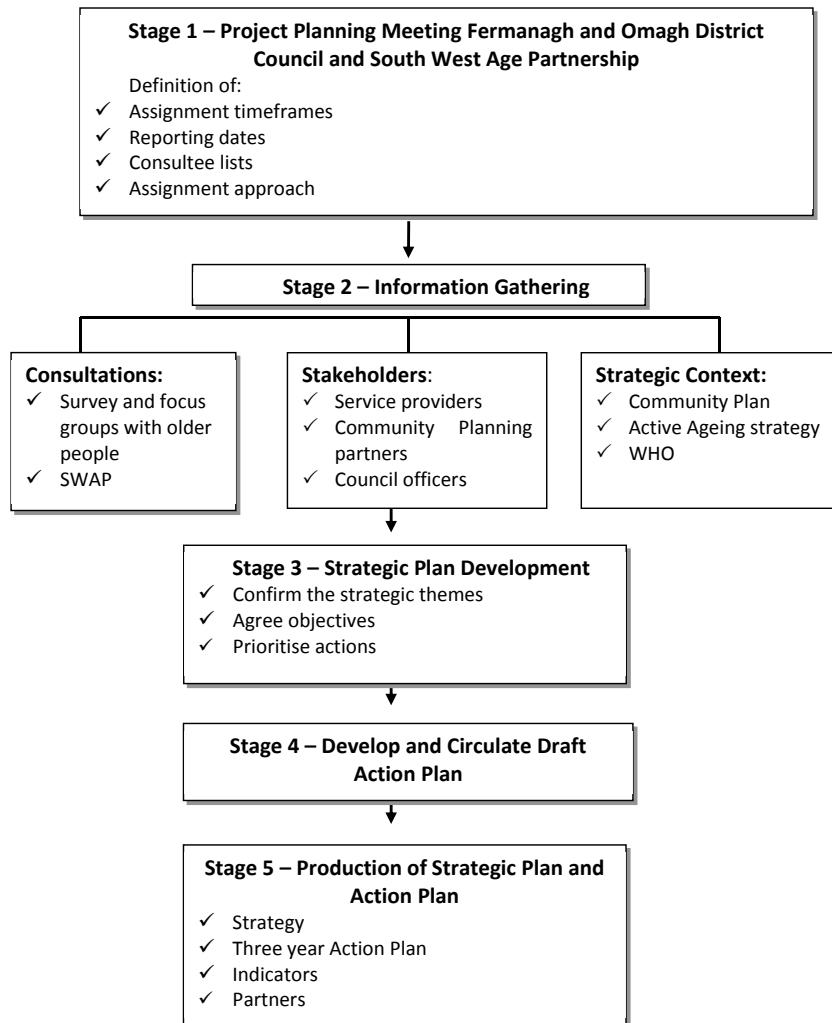 Stage 1 – Project Planning Meeting Fermanagh and Omagh District
Council and South West Age Partnership
Definition of:
✓ Assignment timeframes
✓ Reporting dates
✓ Consultee lists
✓ Assignment approach
Stage 2 – Information Gathering
Consultations:
✓ Survey and focus
groups with older
people
✓ SWAP
Stakeholders:
✓ Service providers
✓ Community Planning
partners
✓ Council officers
Strategic Context:
✓ Community Plan
✓ Active Ageing strategy
✓ WHO
Stage 3 – Strategic Plan Development
✓ Confirm the strategic themes
✓ Agree objectives
✓ Prioritise actions
Stage 4 – Develop and Circulate Draft
Action Plan
Stage 5 – Production of Strategic Plan and
Action Plan
✓ Strategy
✓ Three year Action Plan
✓ Indicators
✓ Partners